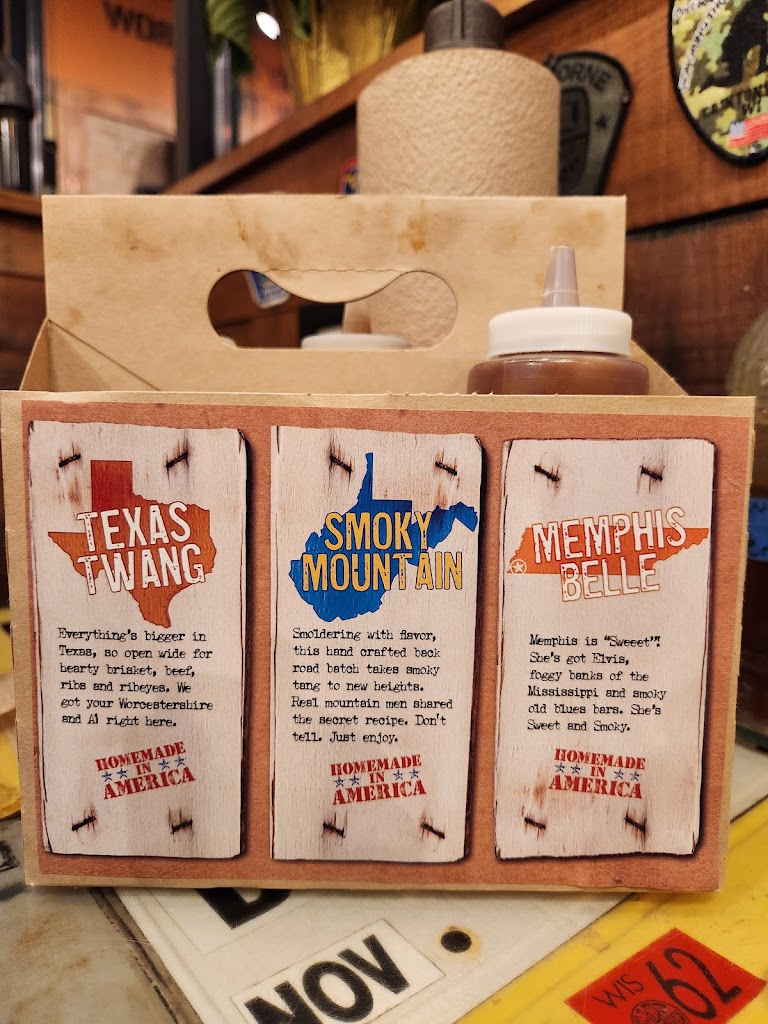 WOR
ORNE
TEXAS
TWANG
Everything's bigger in
Texas, so open wide for
hearty brisket, beef,
ribs and ribeyes. We
got your Worcestershire
and A1 right here.
HOMEMADE
IN
AMERICA
SMOKY
MOUNTAIN
Smoldering with flavor,
this hand crafted back
road batch takes smoky
tang to new heights.
Real mountain men shared
the secret recipe. Don't
tell. Just enjoy.
HOMEMADE
IN
AMERICA
MEMPHIS
BELLE
Memphis is "Sweeet"!
She's got Elvis,
foggy banks of the
Mississippi and smoky
old blues bars. She's
Sweet and Smoky.
HOMEMADE
IN
AMERICA
NOV
WIS 62